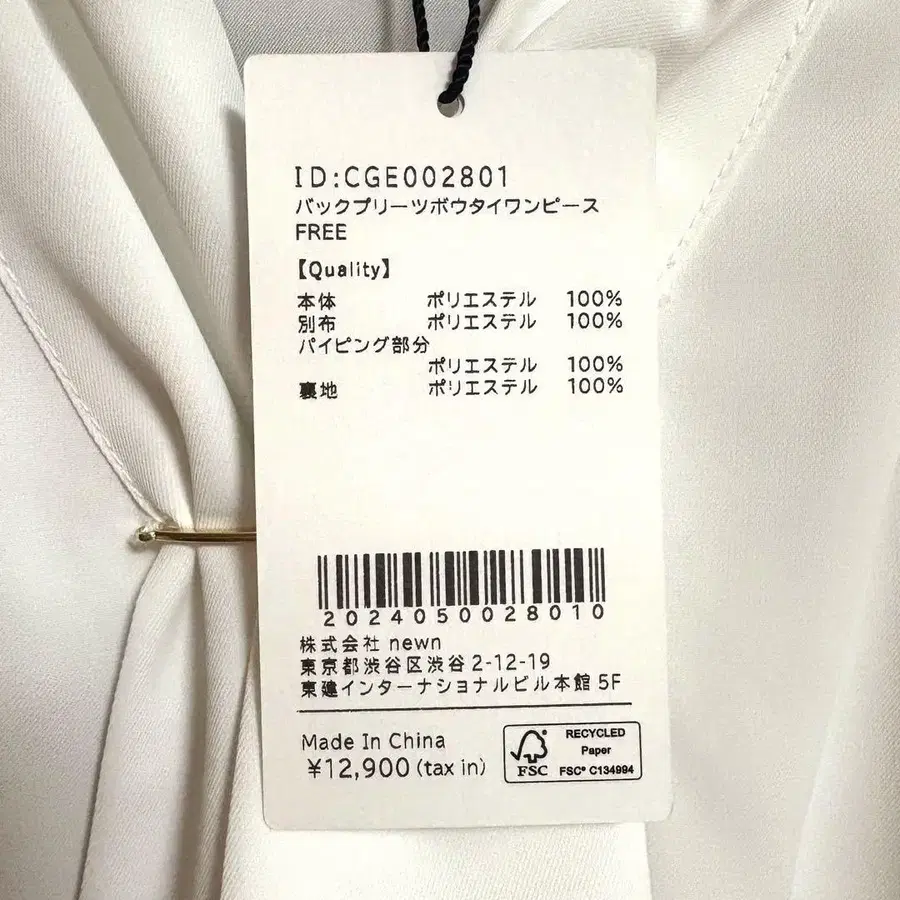 ID:CGE002801
バックプリーツボウタイワンピース
FREE
【Quality】
本体 ポリエステル 100%
別布 ポリエステル 100%
パイピング部分
ポリエステル 100%
裏地 ポリエステル 100%
2024050028010
株式会社 newn
東京都渋谷区渋谷 2-12-19
東建インターナショナルビル本館 5F
Made In China
¥12,900 (tax in)
RECYCLED
Paper
FSC
FSC® C134994